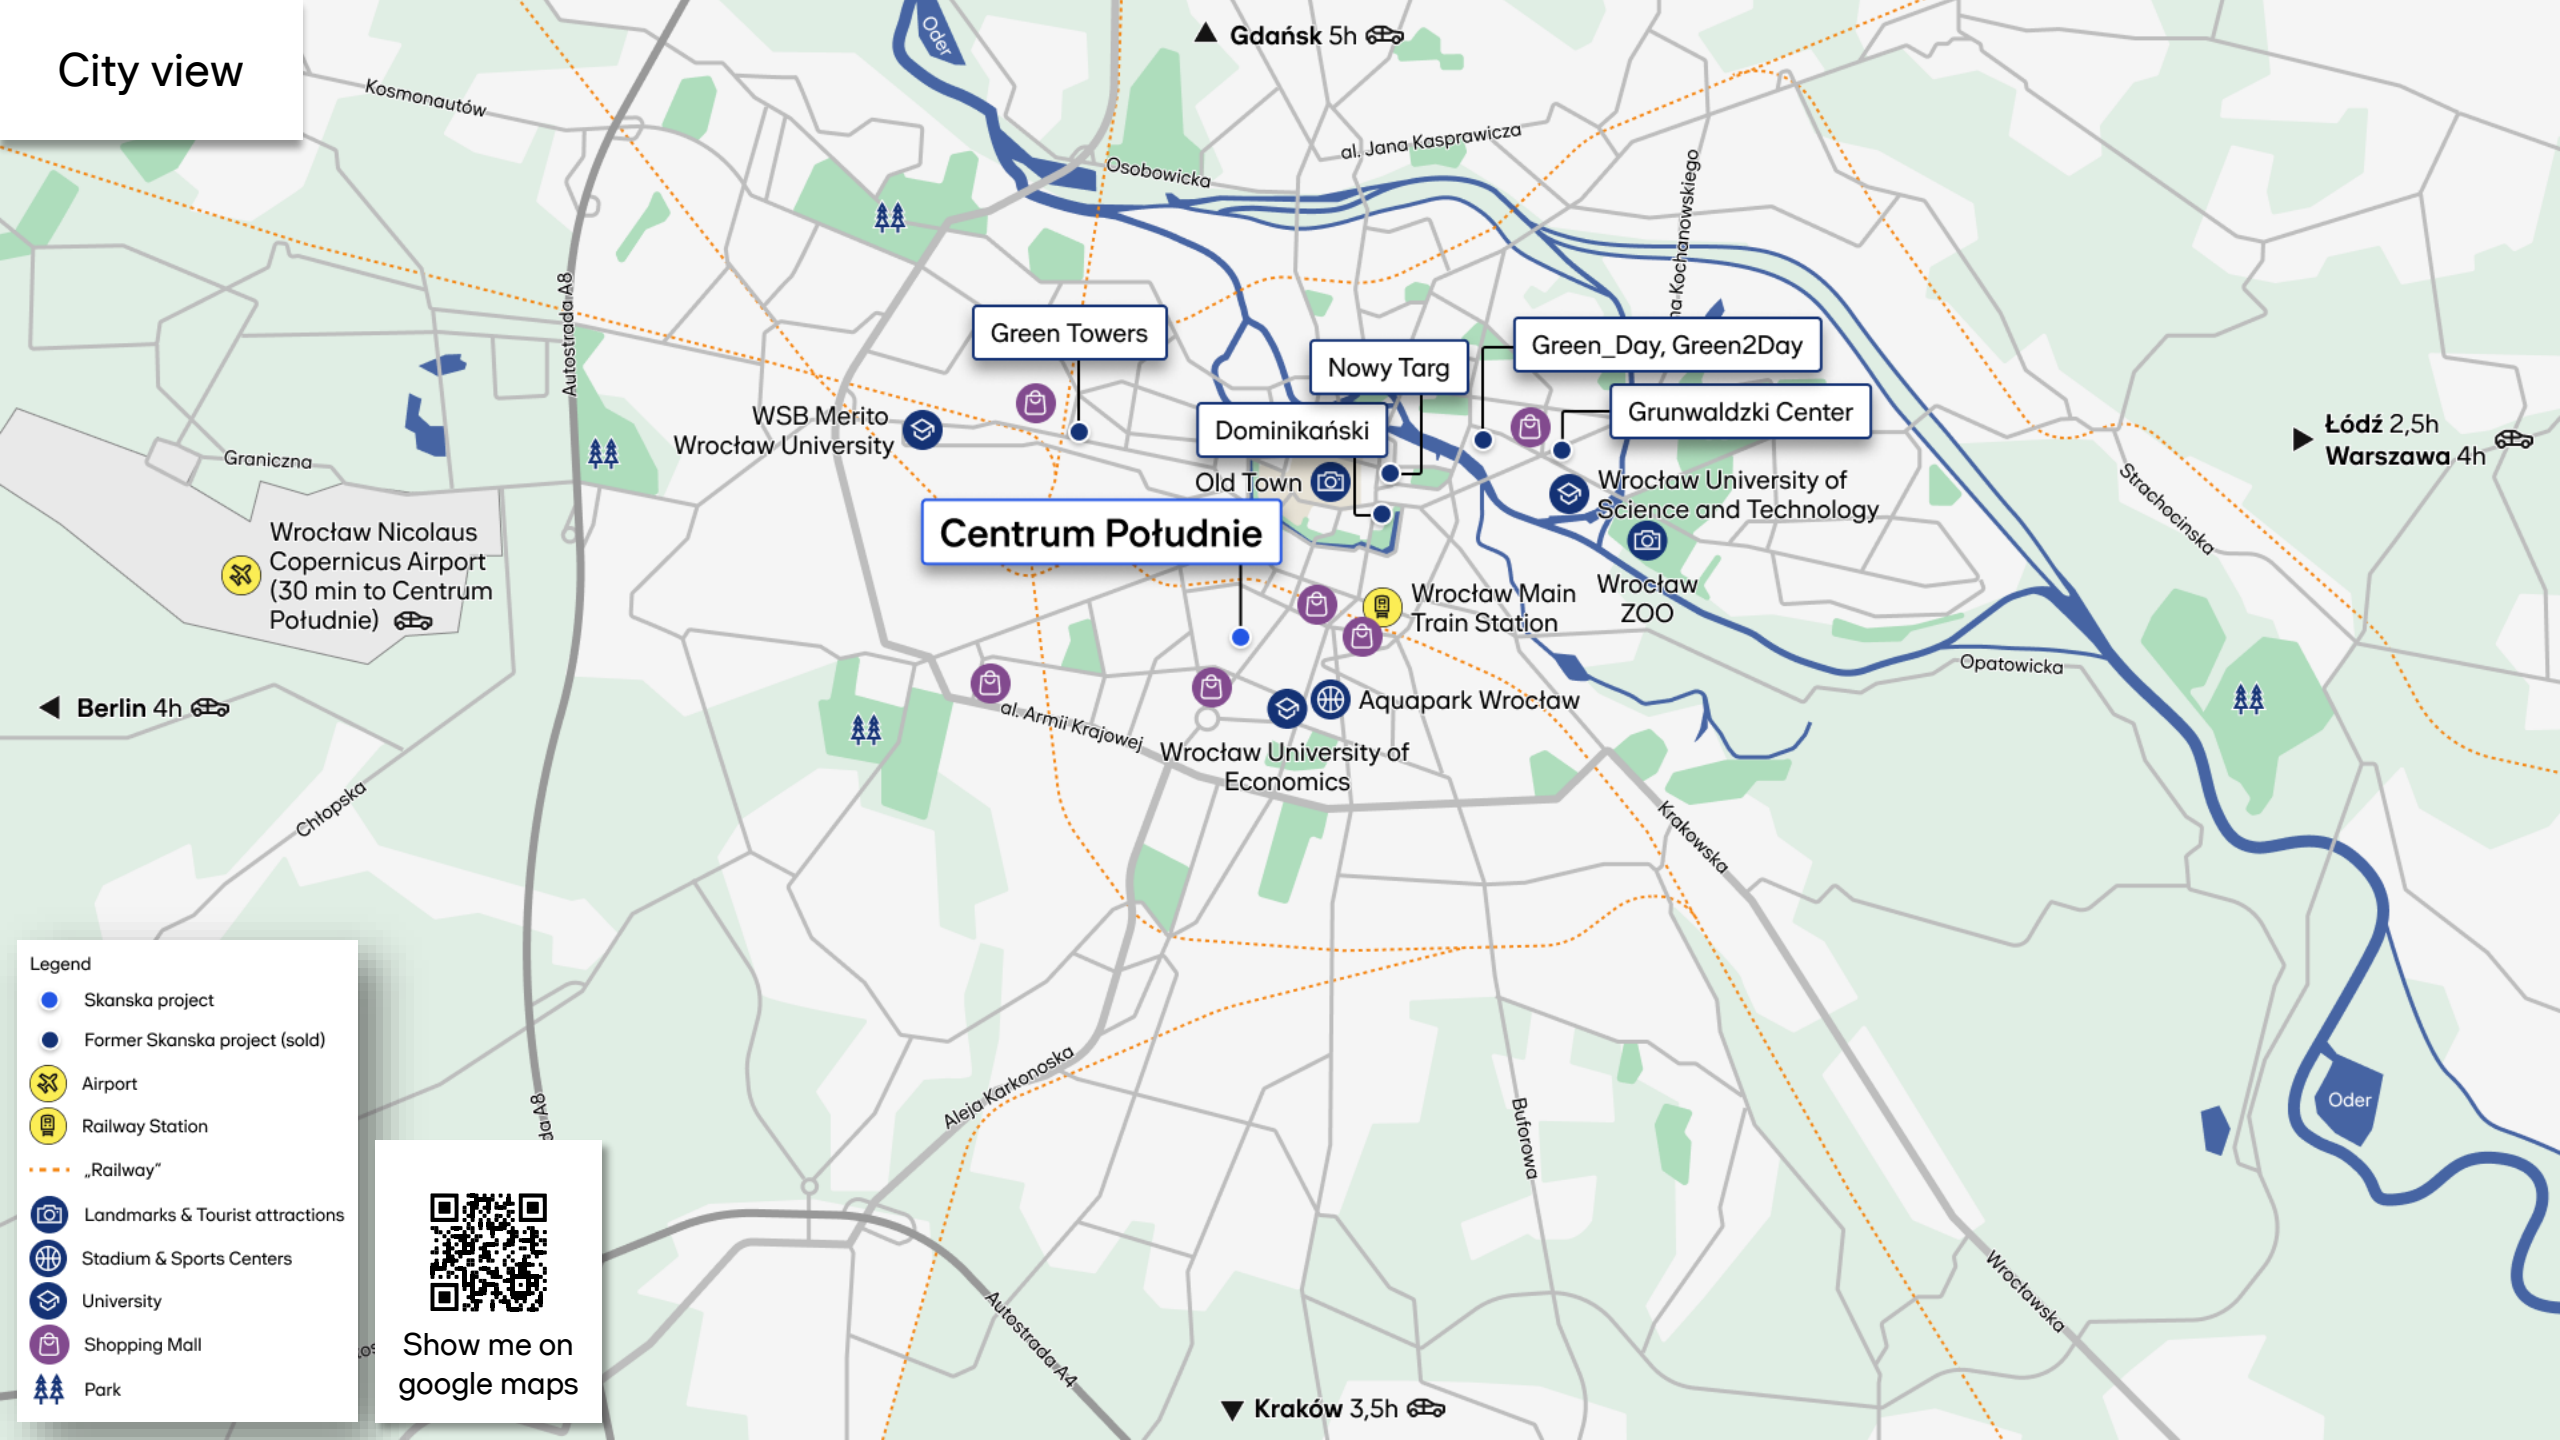 City view
Oder
Gdańsk 5h
Kosmonautów
al. Jana Kasprawicza
Osobowicka
Autostrada A8
Green Towers
Nowy Targ
Green_Day, Green2Day
Grunwaldzki Center
Dominikański
WSB Merito
Wrocław University
Łódź 2,5h
Warszawa 4h
Graniczna
Old Town
Wrocław University of
Science and Technology
Strachocinska
Centrum Południe
Wrocław Nicolaus
Copernicus Airport
(30 min to Centrum
Południe)
Wrocław Main
Train Station
Wrocław
ZOO
Opatowicka
Berlin 4h
al. Armii Krajowej
Aquapark Wrocław
Wrocław University of
Economics
Chłopska
Krakowska
Legend
Skanska project
Former Skanska project (sold)
Airport
Railway Station
„Railway”
Landmarks & Tourist attractions
Stadium & Sports Centers
University
Shopping Mall
Park
Aleja Karkonoska
Buforowa
Oder
Wrocławska
Autostrada A4
Show me on
google maps
Kraków 3,5h